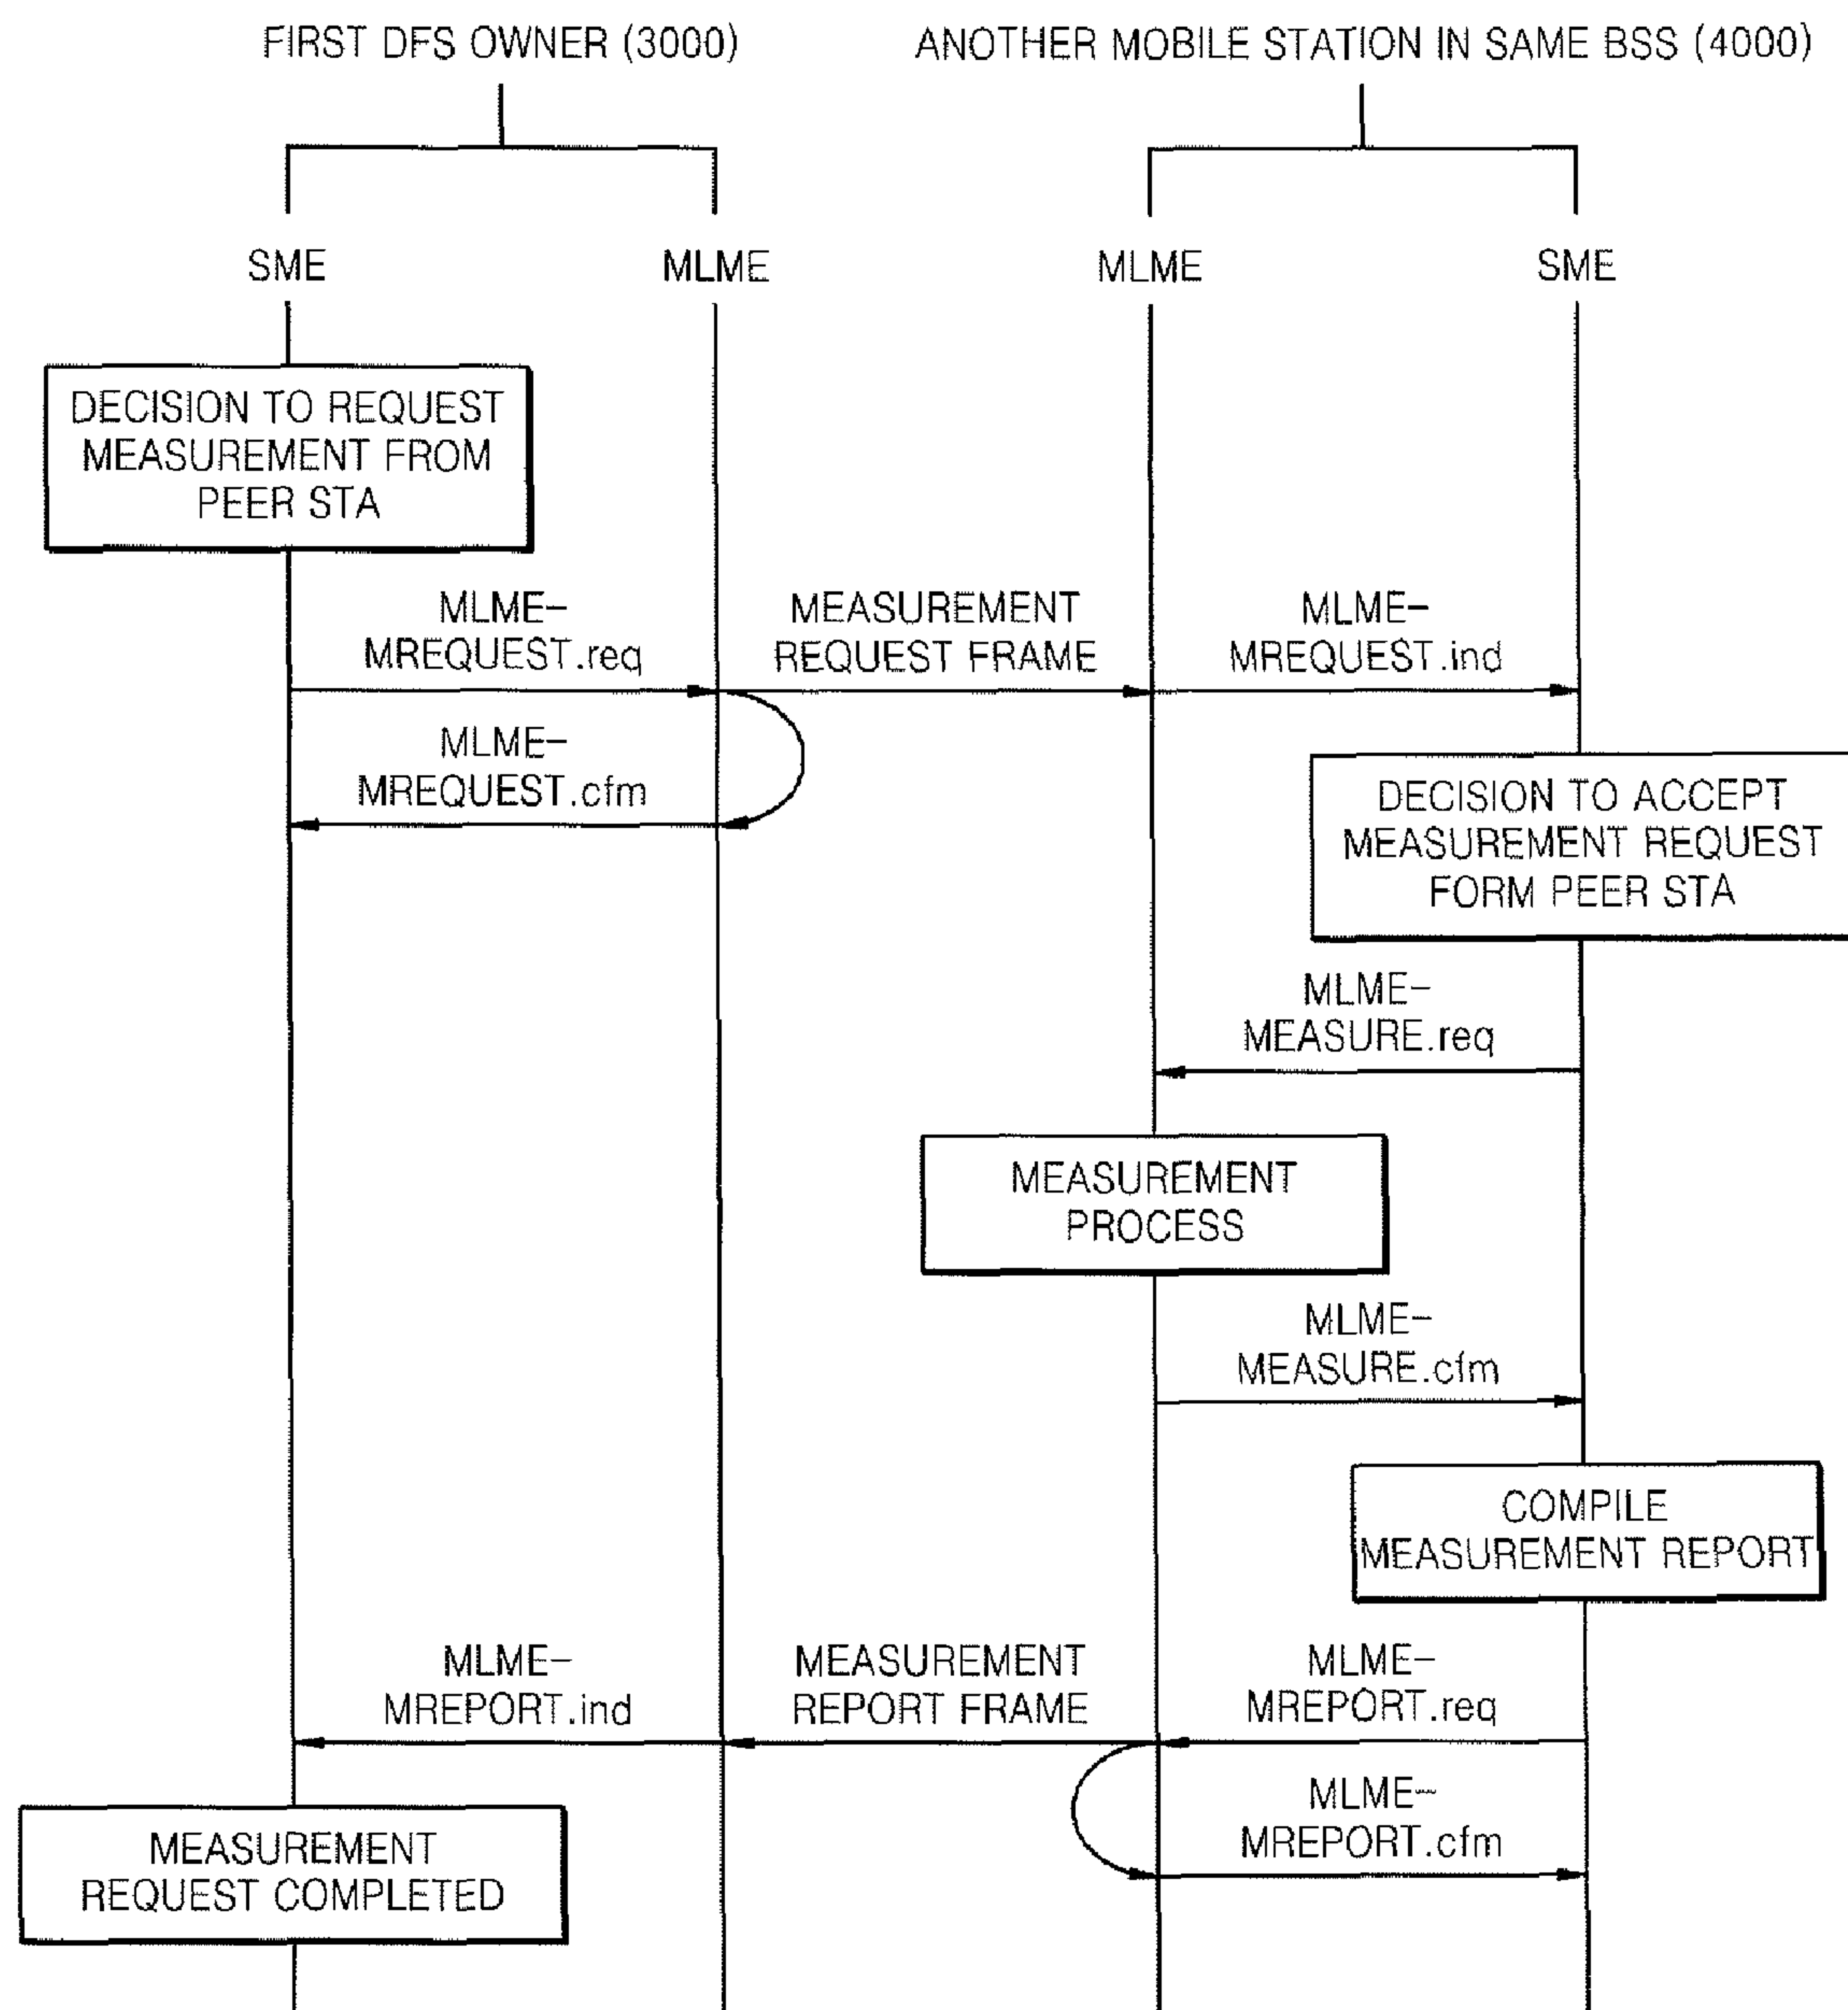 FIRST DFS OWNER (3000)
ANOTHER MOBILE STATION IN SAME BSS (4000)
SME
MLME
MLME
SME
DECISION TO REQUEST
MEASUREMENT FROM
PEER STA
MLME-
MREQUEST.req
MEASUREMENT
REQUEST FRAME
MLME-
MREQUEST.ind
MLME-
MREQUEST.cfm
DECISION TO ACCEPT
MEASUREMENT REQUEST
FORM PEER STA
MLME-
MEASURE.req
MEASUREMENT
PROCESS
MLME-
MEASURE.cfm
COMPILE
MEASUREMENT REPORT
MLME-
MREPORT.ind
MEASUREMENT
REPORT FRAME
MLME-
MREPORT.req
MLME-
MREPORT.cfm
MEASUREMENT
REQUEST COMPLETED